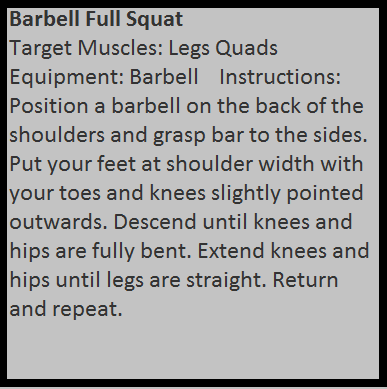 Barbell Full Squat
Target Muscles: Legs Quads
Equipment: Barbell    Instructions:
Position a barbell on the back of the
shoulders and grasp bar to the sides.
Put your feet at shoulder width with
your toes and knees slightly pointed
outwards. Descend until knees and
hips are fully bent. Extend knees and
hips until legs are straight. Return
and repeat.